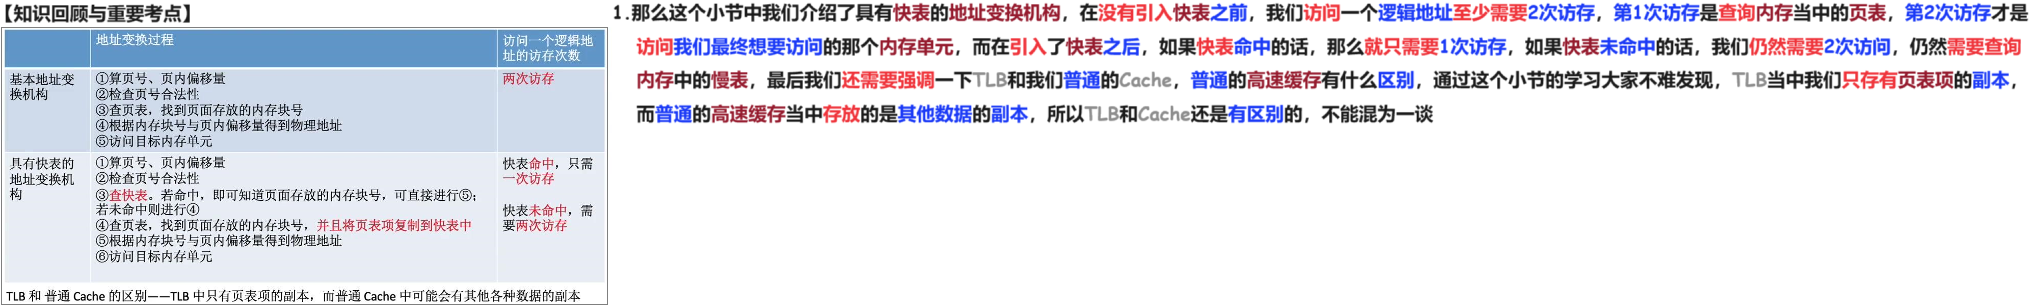 【知识回顾与重要考点】
地址变换过程
访问一个逻辑地
址的访存次数
基本地址变
换机构
①算页号、页内偏移量
②检查页号合法性
③查页表，找到页面存放的内存块号
④根据内存块号与页内偏移量得到物理地址
⑤访问目标内存单元
两次访存
具有快表的
地址变换机
构
①算页号、页内偏移量
②检查页号合法性
③查快表。若命中，即可知道页面存放的内存块号，可直接进行⑤；
若未命中则进行④
④查页表，找到页面存放的内存块号，并且将页表项复制到快表中
⑤根据内存块号与页内偏移量得到物理地址
⑥访问目标内存单元
快表命中，只需
一次访存
快表未命中，需
要两次访存
TLB 和 普通 Cache 的区别——TLB 中只有页表项的副本，而普通 Cache 中可能会有其他各种数据的副本
1.那么这个小节中我们介绍了具有快表的地址变换机构，在没有引入快表之前，我们访问一个逻辑地址至少需要2次访存，第1次访存是查询内存当中的页表，第2次访存才是
访问我们最终想要访问的那个内存单元，而在引入了快表之后，如果快表命中的话，那么就只需要1次访存，如果快表未命中的话，我们仍然需要2次访问，仍然需要查询
内存中的慢表，最后我们还需要强调一下TLB和我们普通的Cache，普通的高速缓存有什么区别，通过这个小节的学习大家不难发现，TLB当中我们只存有页表项的副本，
而普通的高速缓存当中存放的是其他数据的副本，所以TLB和Cache还是有区别的，不能混为一谈